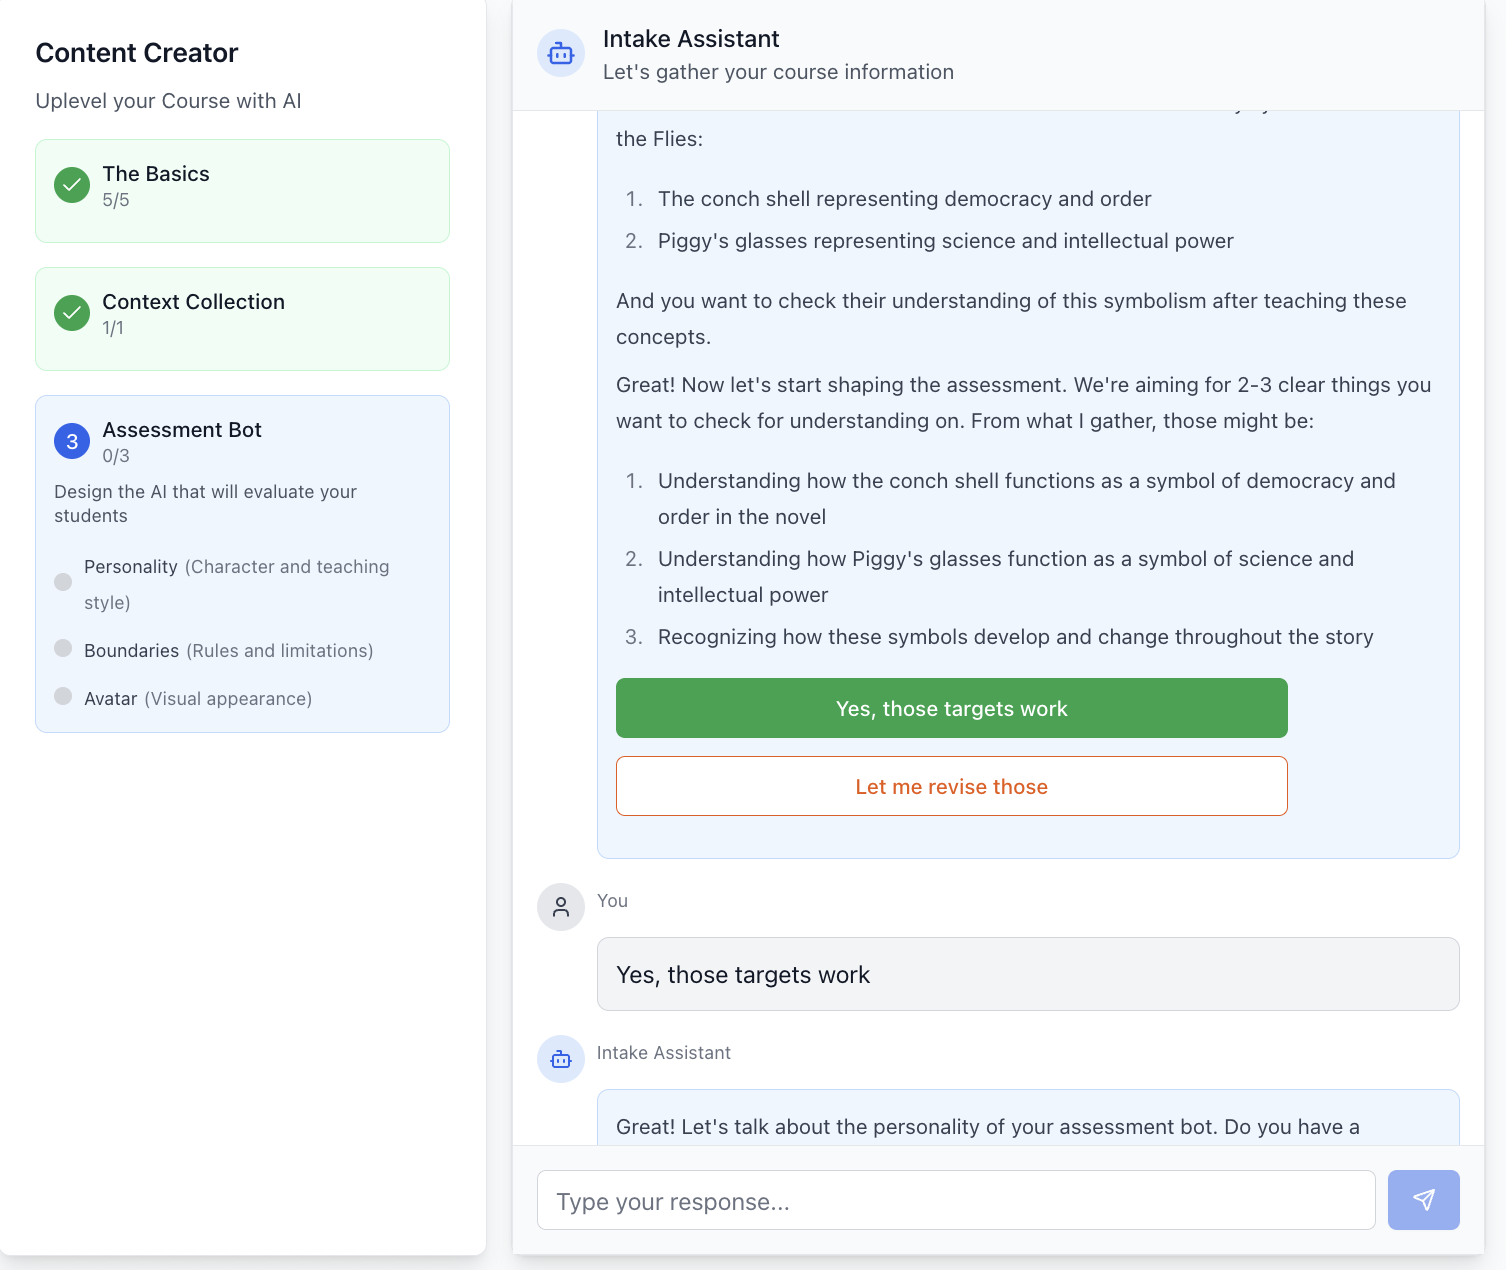 Content Creator
Uplevel your Course with AI
The Basics
5/5
Context Collection
1/1
3
Assessment Bot
0/3
Design the AI that will evaluate your
students
Personality (Character and teaching
style)
Boundaries (Rules and limitations)
Avatar (Visual appearance)
Intake Assistant
Let's gather your course information
the Flies:
1. The conch shell representing democracy and order
2. Piggy's glasses representing science and intellectual power
And you want to check their understanding of this symbolism after teaching these
concepts.
Great! Now let's start shaping the assessment. We're aiming for 2-3 clear things you
want to check for understanding on. From what I gather, those might be:
1. Understanding how the conch shell functions as a symbol of democracy and
order in the novel
2. Understanding how Piggy's glasses function as a symbol of science and
intellectual power
3. Recognizing how these symbols develop and change throughout the story
Yes, those targets work
Let me revise those
You
Yes, those targets work
Intake Assistant
Great! Let's talk about the personality of your assessment bot. Do you have a
Type your response...